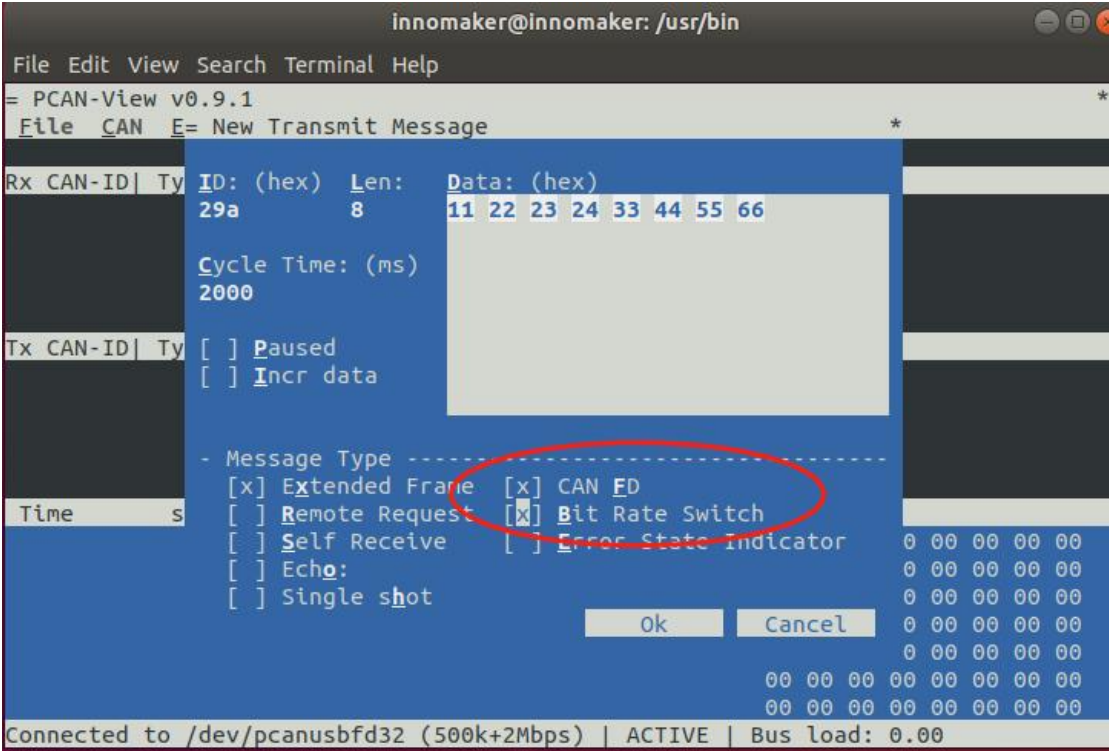 innomaker@innomaker: /usr/bin
File Edit View Search Terminal Help
= PCAN-View v0.9.1 *
File CAN E= New Transmit Message *
Rx CAN-ID| Ty ID: (hex) Len: Data: (hex)
29a 8 11 22 23 24 33 44 55 66
Cycle Time: (ms)
2000
Tx CAN-ID| Ty [ ] Paused
[ ] Incr data
- Message Type -----------------------------------
[x] Extended Frame [x] CAN FD
Time s [ ] Remote Request [x] Bit Rate Switch
[ ] Self Receive [ ] Error State Indicator 0 00 00 00 00
[ ] Echo: 0 00 00 00 00
[ ] Single shot 0 00 00 00 00
Ok Cancel 0 00 00 00 00
0 00 00 00 00
00 00 00 00 00 00 00 00
00 00 00 00 00 00 00 00
Connected to /dev/pcanusbfd32 (500k+2Mbps) | ACTIVE | Bus load: 0.00